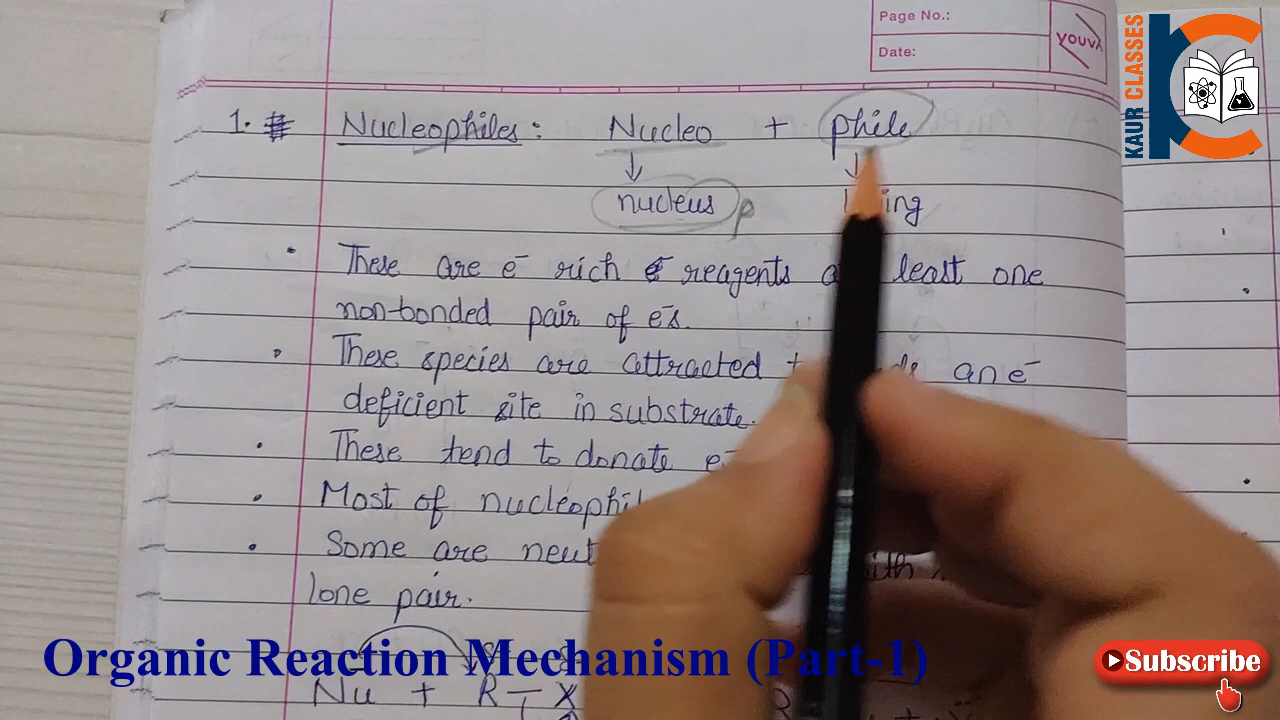 Page No.:
Date:
YOUVA
KAUR CLASSES
1. # Nucleophiles: Nucleo + phile
↓ ↓
nucleus p
• These are e⁻ rich reagents least one
non-bonded pair of e⁻s.
• These species are attracted an e⁻
deficient site in substrate.
• These tend to donate e⁻
• Most of
• Some are
lone pair.
Organic Reaction Mechanism (Part-1)
Nu + R – X
Subscribe